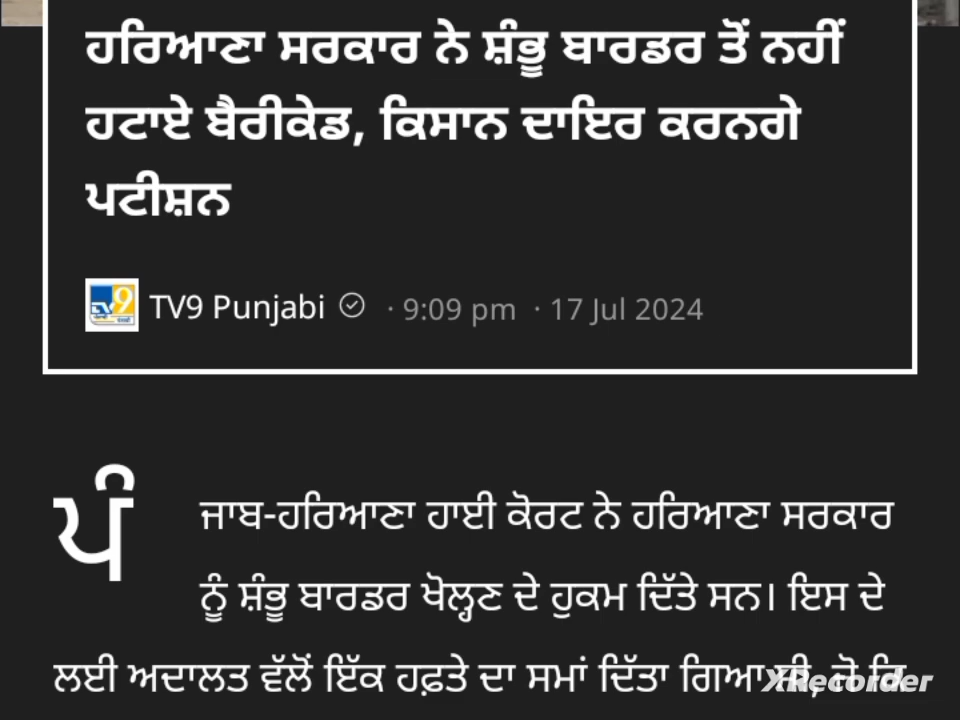 ਹਰਿਆਣਾ ਸਰਕਾਰ ਨੇ ਸ਼ੰਭੂ ਬਾਰਡਰ ਤੋਂ ਨਹੀਂ
ਹਟਾਏ ਬੈਰੀਕੇਡ, ਕਿਸਾਨ ਦਾਇਰ ਕਰਨਗੇ
ਪਟੀਸ਼ਨ
TV9 Punjabi · 9:09 pm · 17 Jul 2024
ਪੰਜਾਬ-ਹਰਿਆਣਾ ਹਾਈ ਕੋਰਟ ਨੇ ਹਰਿਆਣਾ ਸਰਕਾਰ
ਨੂੰ ਸ਼ੰਭੂ ਬਾਰਡਰ ਖੋਲ੍ਹਣ ਦੇ ਹੁਕਮ ਦਿੱਤੇ ਸਨ। ਇਸ ਦੇ
ਲਈ ਅਦਾਲਤ ਵੱਲੋਂ ਇੱਕ ਹਫ਼ਤੇ ਦਾ ਸਮਾਂ ਦਿੱਤਾ ਗਿਆ
XRecorder